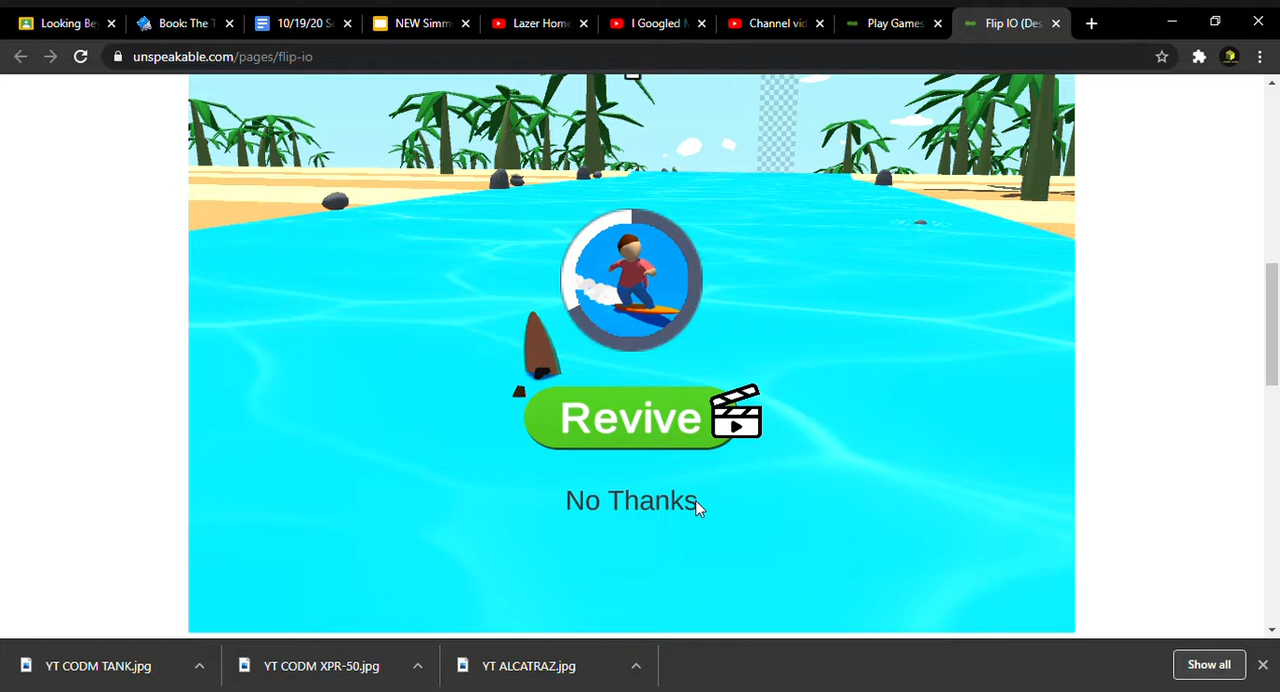 Looking Be
Book: The T
10/19/20 S
NEW Simm
Lazer Home
I Googled
Channel vid
Play Games
Flip IO (Des
unspeakable.com/pages/flip-io
Revive
No Thanks
YT CODM TANK.jpg
YT CODM XPR-50.jpg
YT ALCATRAZ.jpg
Show all